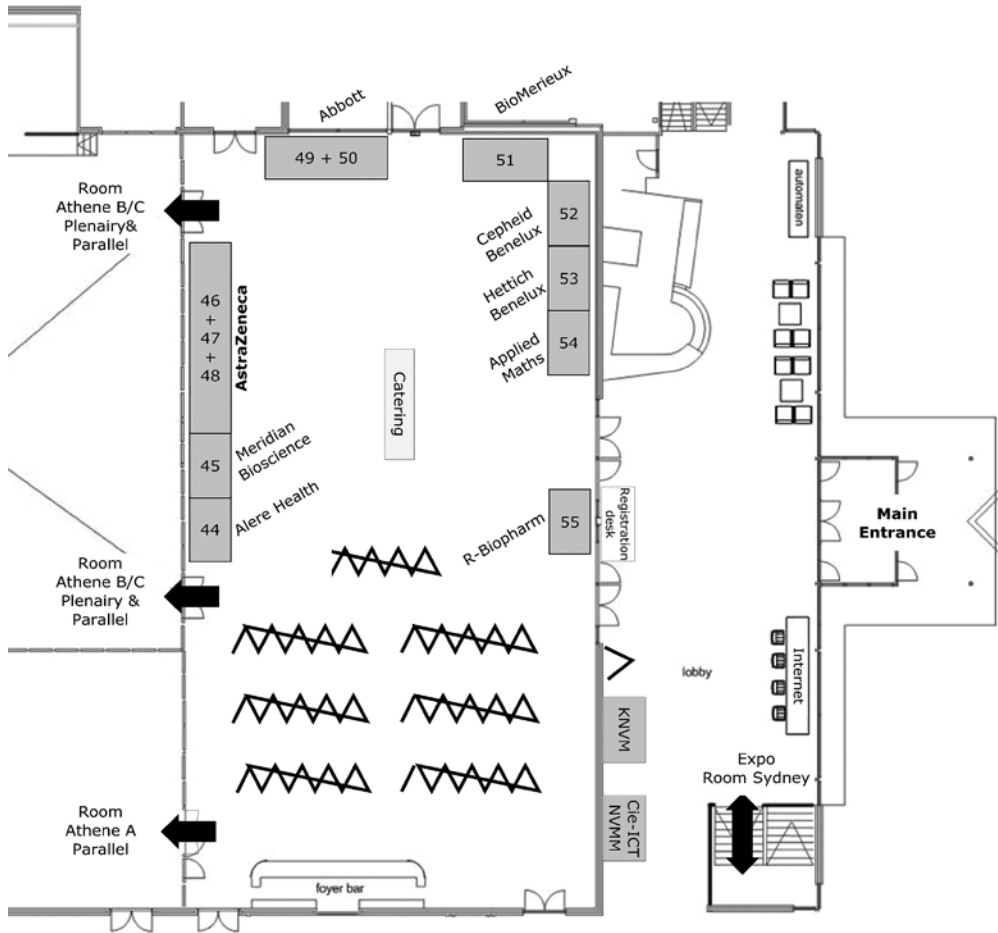 Abbott
BioMerieux
49 + 50
51
Room
Athene B/C
Plenairy&
Parallel
automaten
52
Cepheid
Benelux
53
Hettich
Benelux
46
+
47
+
48
AstraZeneca
54
Applied
Maths
Catering
45
Meridian
Bioscience
44
Alere Health
55
R-Biopharm
Registration
desk
Main
Entrance
Room
Athene B/C
Plenairy &
Parallel
lobby
Internet
KNVM
Expo
Room Sydney
Cie-ICT
NVMM
Room
Athene A
Parallel
foyer bar